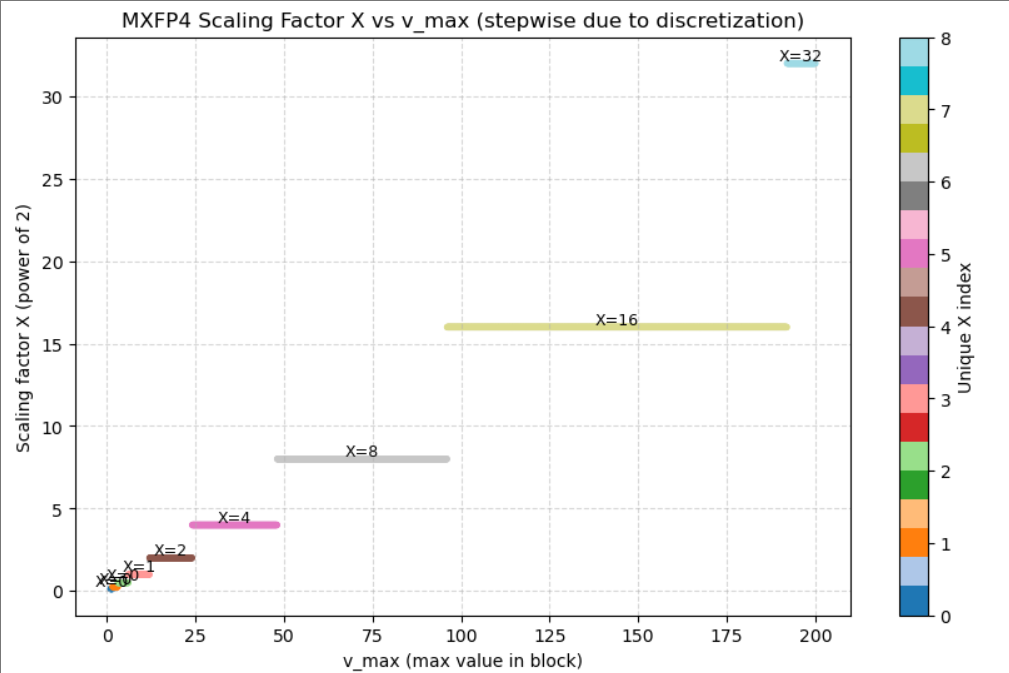 MXFP4 Scaling Factor X vs v_max (stepwise due to discretization)
Scaling factor X (power of 2)
30
25
20
15
10
5
0
X=32
X=16
X=8
X=4
X=2
X=1
X=0
0 25 50 75 100 125 150 175 200
v_max (max value in block)
8
7
6
5
4
3
2
1
0
Unique X index